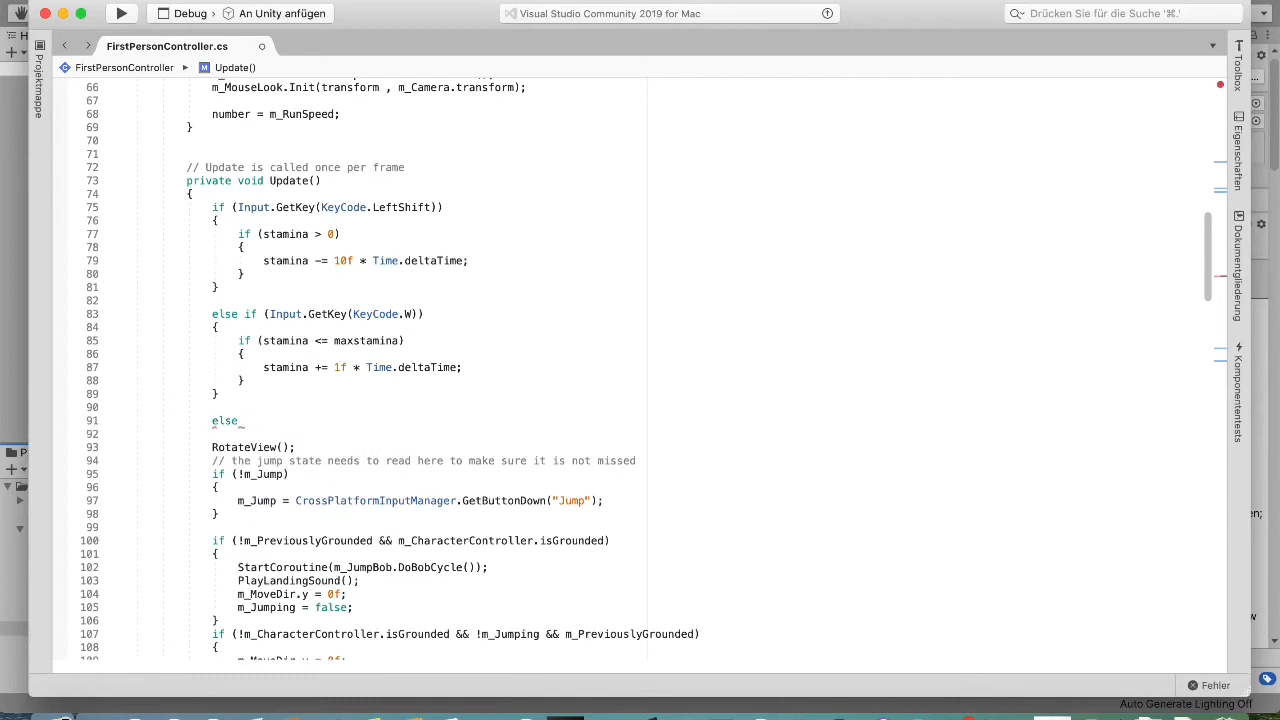 Debug › An Unity anfügen
Visual Studio Community 2019 for Mac
Drücken Sie für die Suche '⌘.'
FirstPersonController.cs
FirstPersonController
Update()
Projektmappe
Toolbox
Eigenschaften
Dokumentgliederung
Komponententests
66 m_MouseLook.Init(transform , m_Camera.transform);
67
68 number = m_RunSpeed;
69 }
70
71
72 // Update is called once per frame
73 private void Update()
74 {
75 if (Input.GetKey(KeyCode.LeftShift))
76 {
77 if (stamina > 0)
78 {
79 stamina -= 10f * Time.deltaTime;
80 }
81 }
82
83 else if (Input.GetKey(KeyCode.W))
84 {
85 if (stamina <= maxstamina)
86 {
87 stamina += 1f * Time.deltaTime;
88 }
89 }
90
91 else
92
93 RotateView();
94 // the jump state needs to read here to make sure it is not missed
95 if (!m_Jump)
96 {
97 m_Jump = CrossPlatformInputManager.GetButtonDown("Jump");
98 }
99
100 if (!m_PreviouslyGrounded && m_CharacterController.isGrounded)
101 {
102 StartCoroutine(m_JumpBob.DoBobCycle());
103 PlayLandingSound();
104 m_MoveDir.y = 0f;
105 m_Jumping = false;
106 }
107 if (!m_CharacterController.isGrounded && !m_Jumping && m_PreviouslyGrounded)
108 {
Fehler
Auto Generate Lighting Off